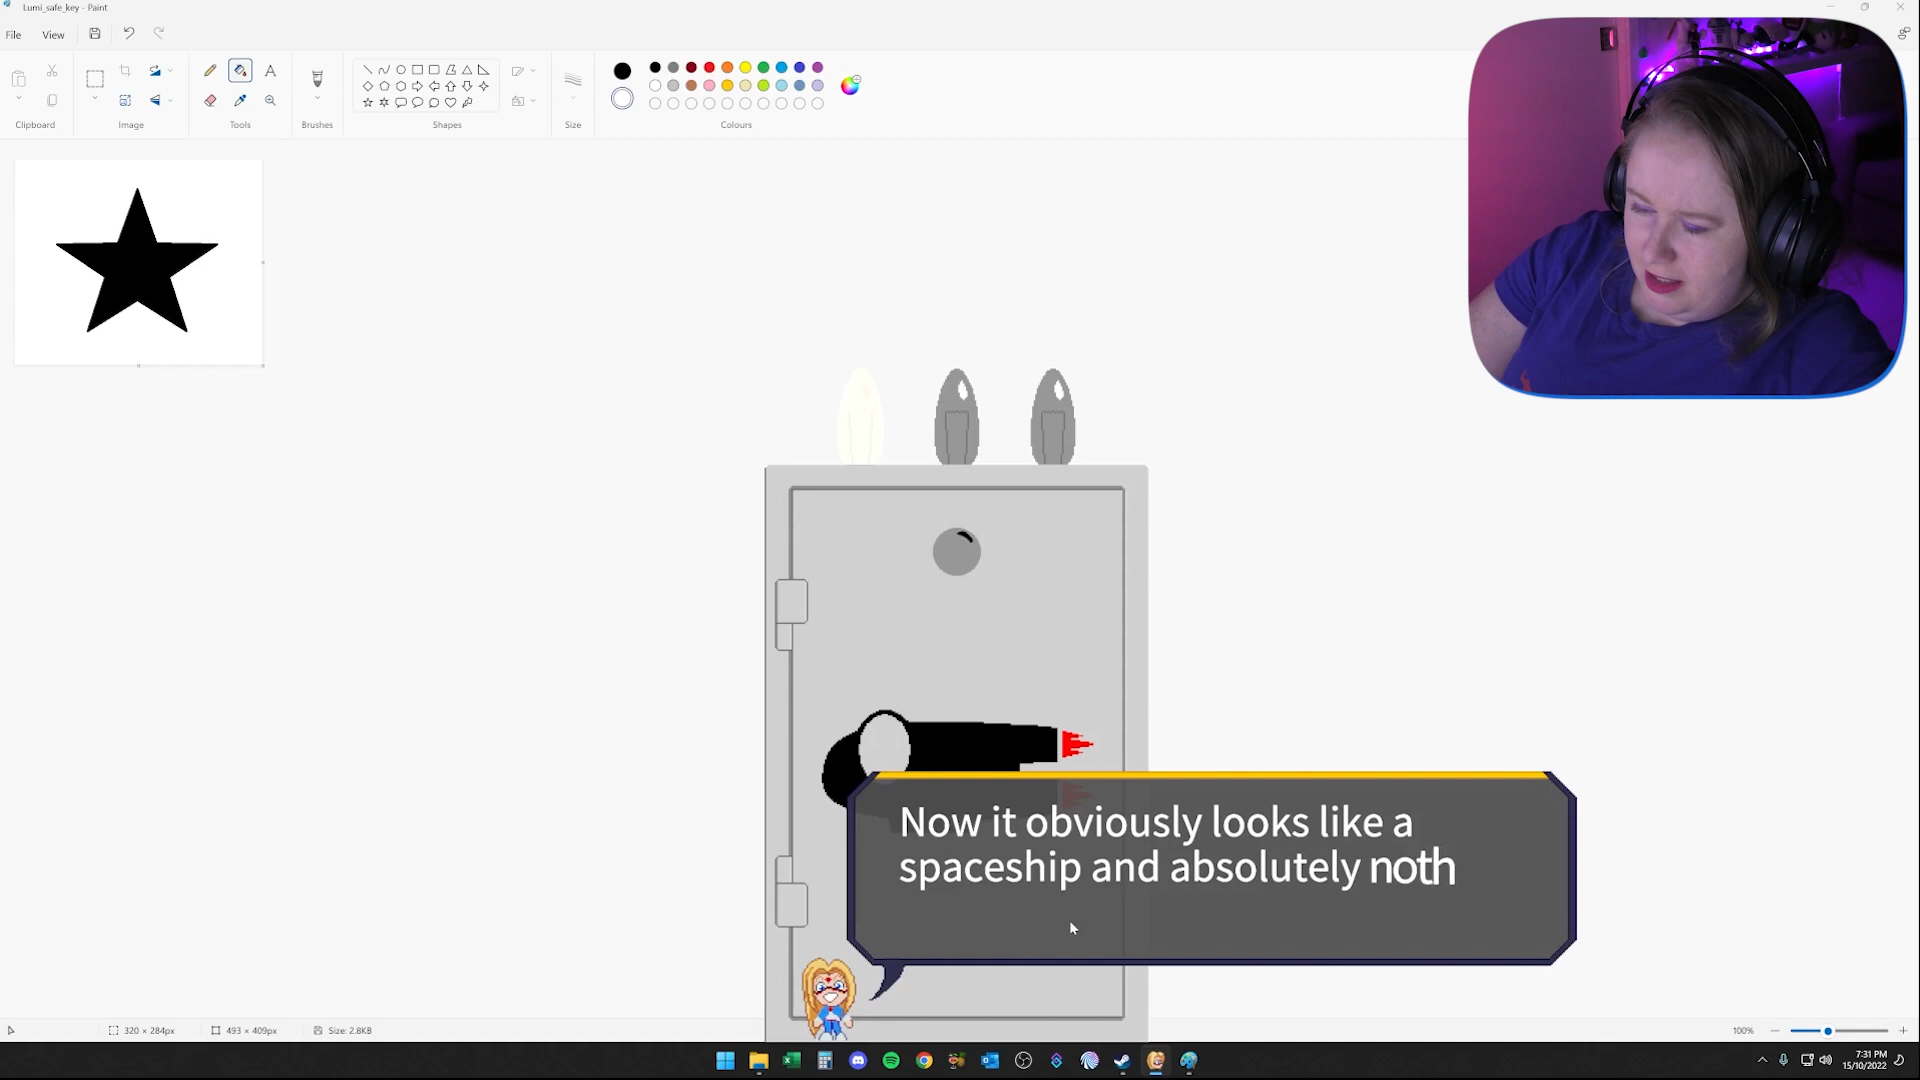 Lumi_safe_key - Paint
File
View
Clipboard
Image
Tools
Brushes
Shapes
Size
Colours
Now it obviously looks like a
spaceship and absolutely noth
320 × 284px
493 × 409px
Size: 2.8KB
100%
7:31 PM
15/10/2022